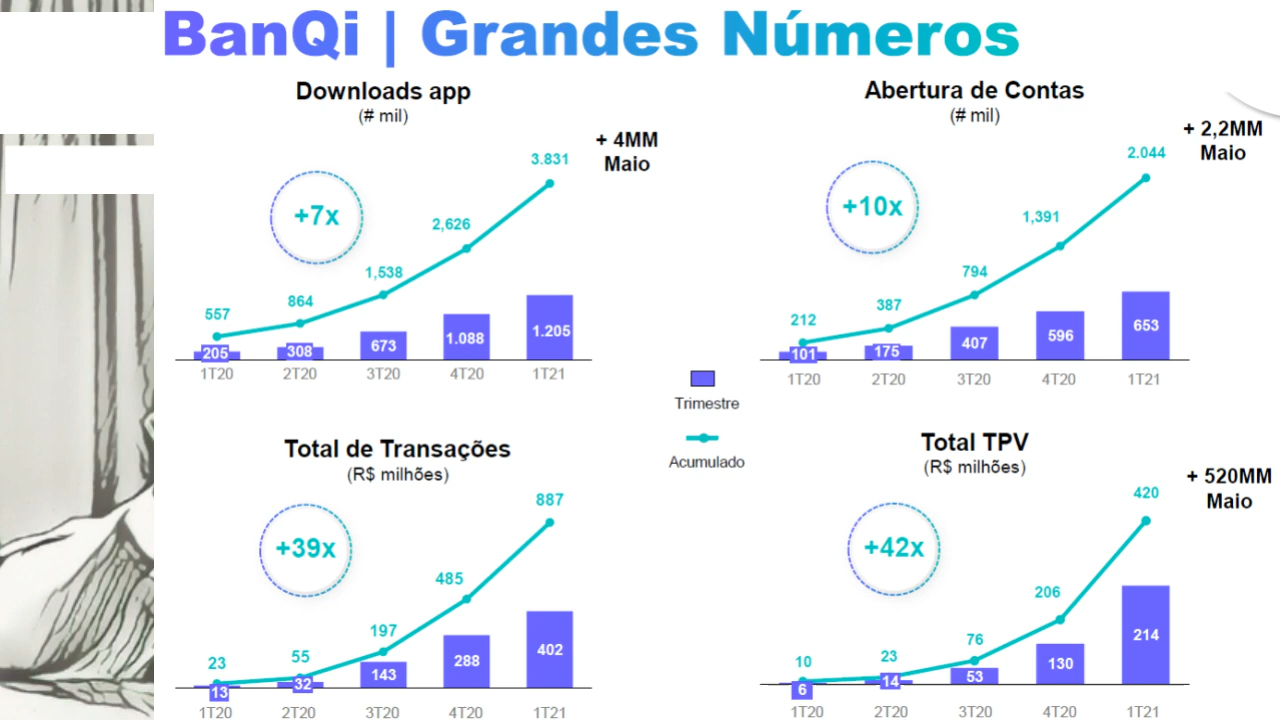 BanQi | Grandes Números
Downloads app
(# mil)
+ 4MM
Maio
+7x
557
864
1,538
2,626
3.831
205
308
673
1.088
1.205
1T20
2T20
3T20
4T20
1T21
Abertura de Contas
(# mil)
+ 2,2MM
Maio
+10x
212
387
794
1,391
2.044
101
175
407
596
653
1T20
2T20
3T20
4T20
1T21
Trimestre
Acumulado
Total de Transações
(R$ milhões)
+39x
23
55
197
485
887
13
32
143
288
402
1T20
2T20
3T20
4T20
1T21
Total TPV
(R$ milhões)
+ 520MM
Maio
+42x
10
23
76
206
420
6
14
53
130
214
1T20
2T20
3T20
4T20
1T21